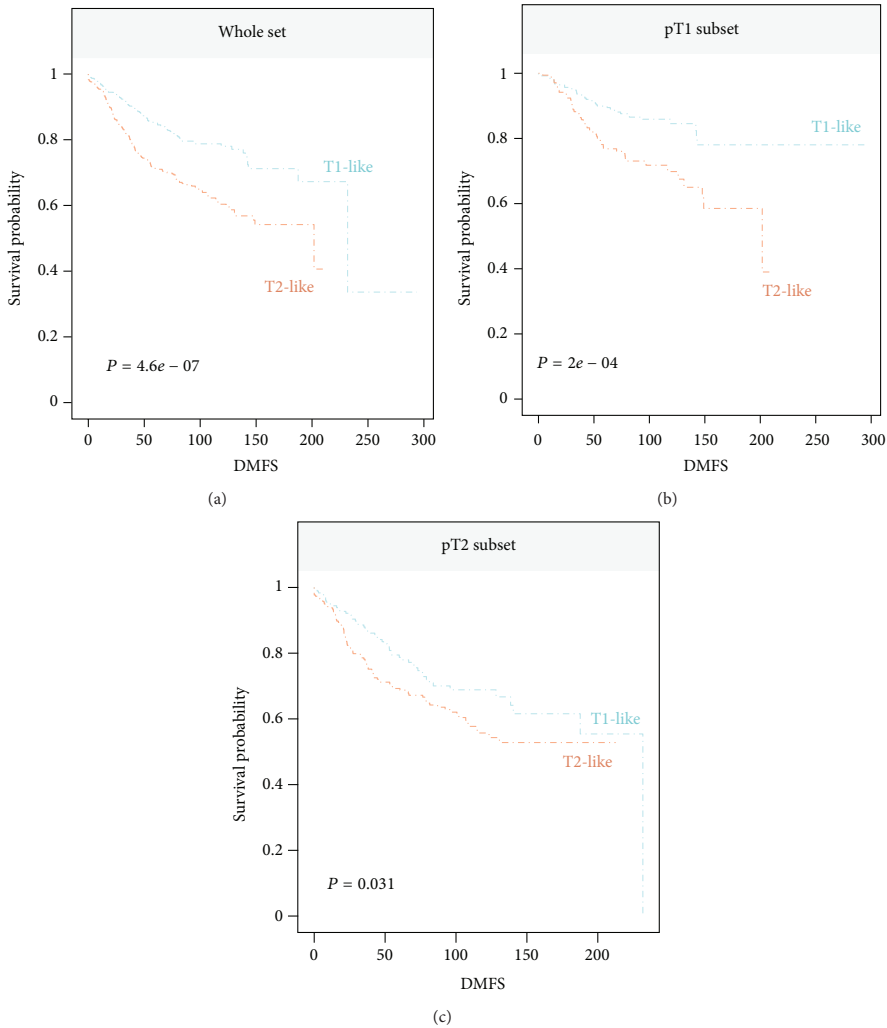 Whole set
Survival probability
1
0.8
0.6
0.4
0.2
0
T1-like
T2-like
P = 4.6e − 07
0 50 100 150 200 250 300
DMFS
(a)
pT1 subset
Survival probability
1
0.8
0.6
0.4
0.2
0
T1-like
T2-like
P = 2e − 04
0 50 100 150 200 250 300
DMFS
(b)
pT2 subset
Survival probability
1
0.8
0.6
0.4
0.2
0
T1-like
T2-like
P = 0.031
0 50 100 150 200
DMFS
(c)